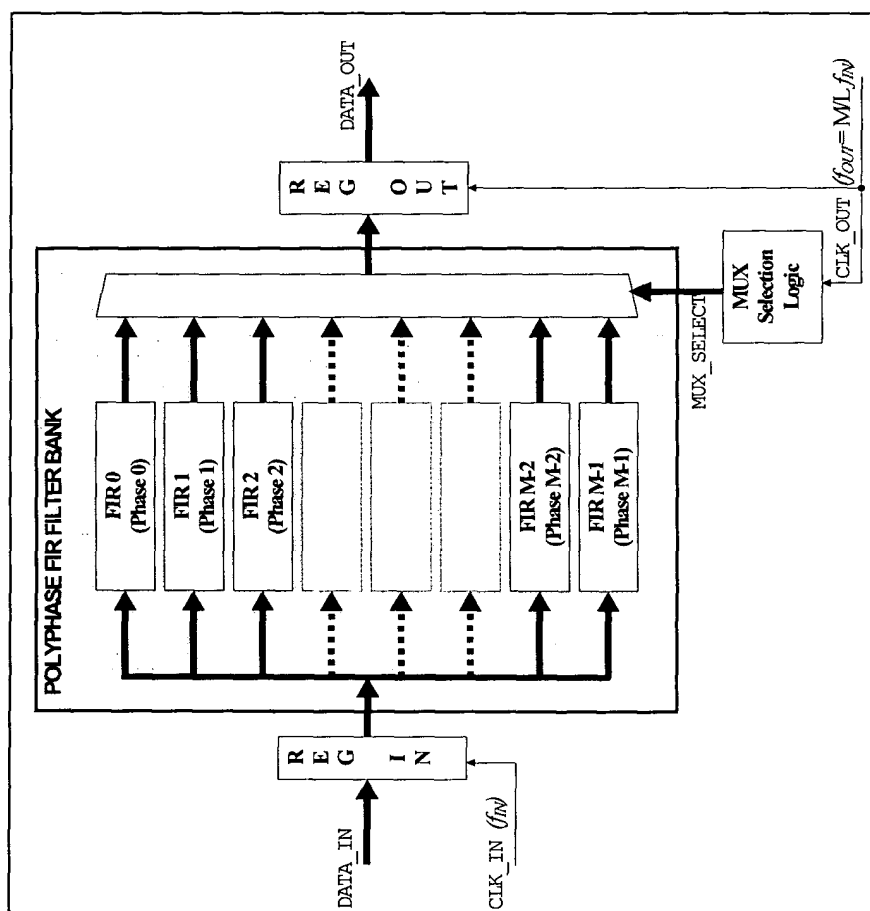 POLYPHASE FIR FILTER BANK
DATA_IN
CLK_IN (fIN)
REG IN
FIR 0
(Phase 0)
FIR 1
(Phase 1)
FIR 2
(Phase 2)
FIR M-2
(Phase M-2)
FIR M-1
(Phase M-1)
MUX_SELECT
MUX
Selection
Logic
REG OUT
DATA_OUT
CLK_OUT (fOUT= M/L fIN)